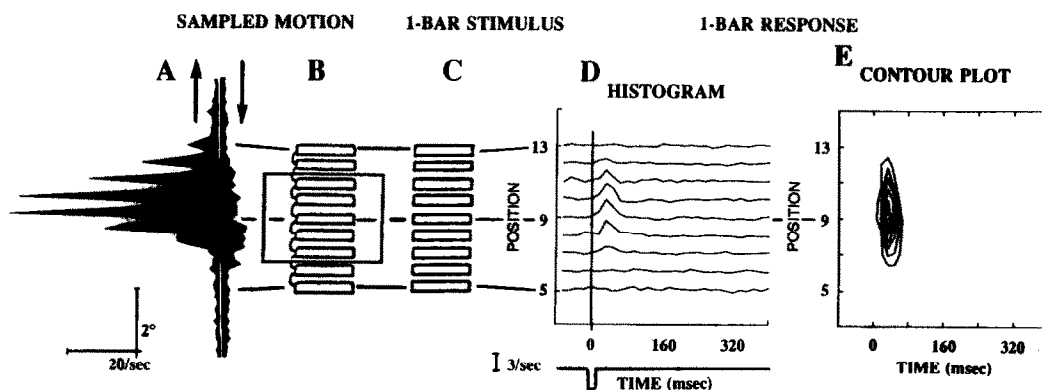 SAMPLED MOTION 1-BAR STIMULUS 1-BAR RESPONSE
A B C D E
HISTOGRAM
CONTOUR PLOT
13
9
5
POSITION
13
9
5
POSITION
2°
20/sec
3/sec
0 160 320
TIME (msec)
0 160 320
TIME (msec)